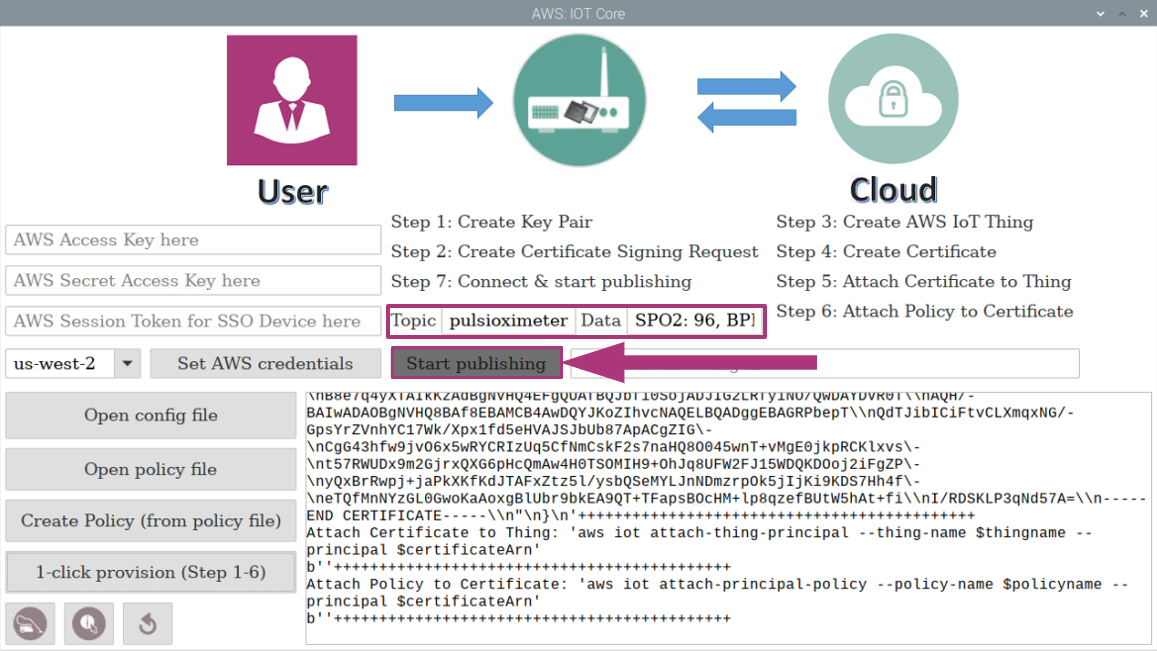 AWS: IOT Core
User
Cloud
AWS Access Key here
AWS Secret Access Key here
AWS Session Token for SSO Device here
us-west-2
Set AWS credentials
Step 1: Create Key Pair
Step 2: Create Certificate Signing Request
Step 7: Connect & start publishing
Topic pulsioximeter Data SPO2: 96, BP
Start publishing
Step 3: Create AWS IoT Thing
Step 4: Create Certificate
Step 5: Attach Certificate to Thing
Step 6: Attach Policy to Certificate
Open config file
Open policy file
Create Policy (from policy file)
1-click provision (Step 1-6)
BAIwADAOBgNVHQ8BAf8EBAMCB4AwDQYJKoZIhvcNAQELBQADggEBAGRPbepT\\nQdTJibICiFtvCLXmqxNG/-
GpsYrZVnhYC17Wk/Xpx1fd5eHVAJSJbUb87ApACgZIG\-
\nCgG43hfw9jvO6x5wRYCRIzUq5CfNmCskF2s7naHQ8O045wnT+vMgE0jkpRCKlxvs\-
\nt57RWUDx9m2GjrxQXG6pHcQmAw4H0TSOMIH9+OhJq8UFW2FJ15WDQKDOoj2iFgZP\-
\nyQxBrRwpj+jaPkXKfKdJTAFxZtz5l/ysbQSeMYLJnNDmzrpOk5jIjKi9KDS7Hh4f\-
\neTQfMnNYzGL0GwoKaAoxgBlUbr9bkEA9QT+TFapsBOcHM+lp8qzefBUtW5hAt+fi\\nI/RDSKLP3qNd57A=\\n-----
END CERTIFICATE-----\\n"\n}\n'++++++++++++++++++++++++++++++++++++++++++++
Attach Certificate to Thing: 'aws iot attach-thing-principal --thing-name $thingname --
principal $certificateArn'
b''++++++++++++++++++++++++++++++++++++++++++++
Attach Policy to Certificate: 'aws iot attach-principal-policy --policy-name $policyname --
principal $certificateArn'
b''++++++++++++++++++++++++++++++++++++++++++++